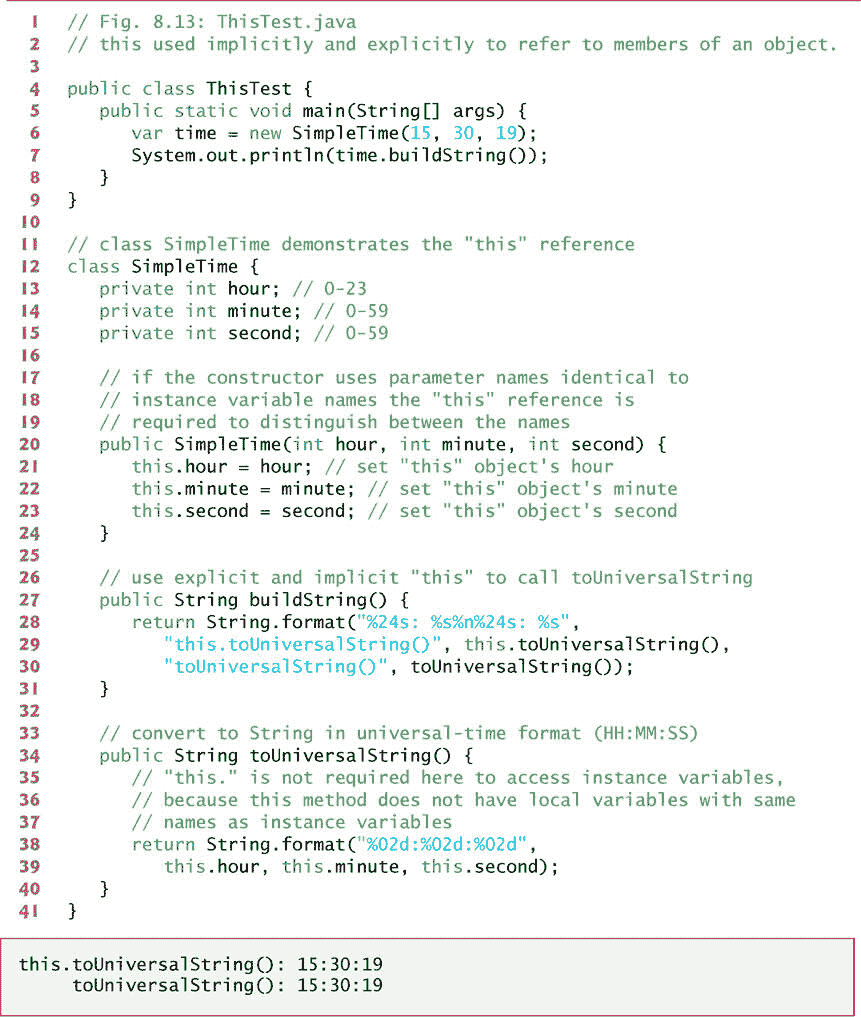 1 // Fig. 8.13: ThisTest.java
2 // this used implicitly and explicitly to refer to members of an object.
3
4 public class ThisTest {
5 public static void main(String[] args) {
6 var time = new SimpleTime(15, 30, 19);
7 System.out.println(time.buildString());
8 }
9 }
10
11 // class SimpleTime demonstrates the "this" reference
12 class SimpleTime {
13 private int hour; // 0-23
14 private int minute; // 0-59
15 private int second; // 0-59
16
17 // if the constructor uses parameter names identical to
18 // instance variable names the "this" reference is
19 // required to distinguish between the names
20 public SimpleTime(int hour, int minute, int second) {
21 this.hour = hour; // set "this" object's hour
22 this.minute = minute; // set "this" object's minute
23 this.second = second; // set "this" object's second
24 }
25
26 // use explicit and implicit "this" to call toUniversalString
27 public String buildString() {
28 return String.format("%24s: %s%n%24s: %s",
29 "this.toUniversalString()", this.toUniversalString(),
30 "toUniversalString()", toUniversalString());
31 }
32
33 // convert to String in universal-time format (HH:MM:SS)
34 public String toUniversalString() {
35 // "this." is not required here to access instance variables,
36 // because this method does not have local variables with same
37 // names as instance variables
38 return String.format("%02d:%02d:%02d",
39 this.hour, this.minute, this.second);
40 }
41 }
this.toUniversalString(): 15:30:19
toUniversalString(): 15:30:19